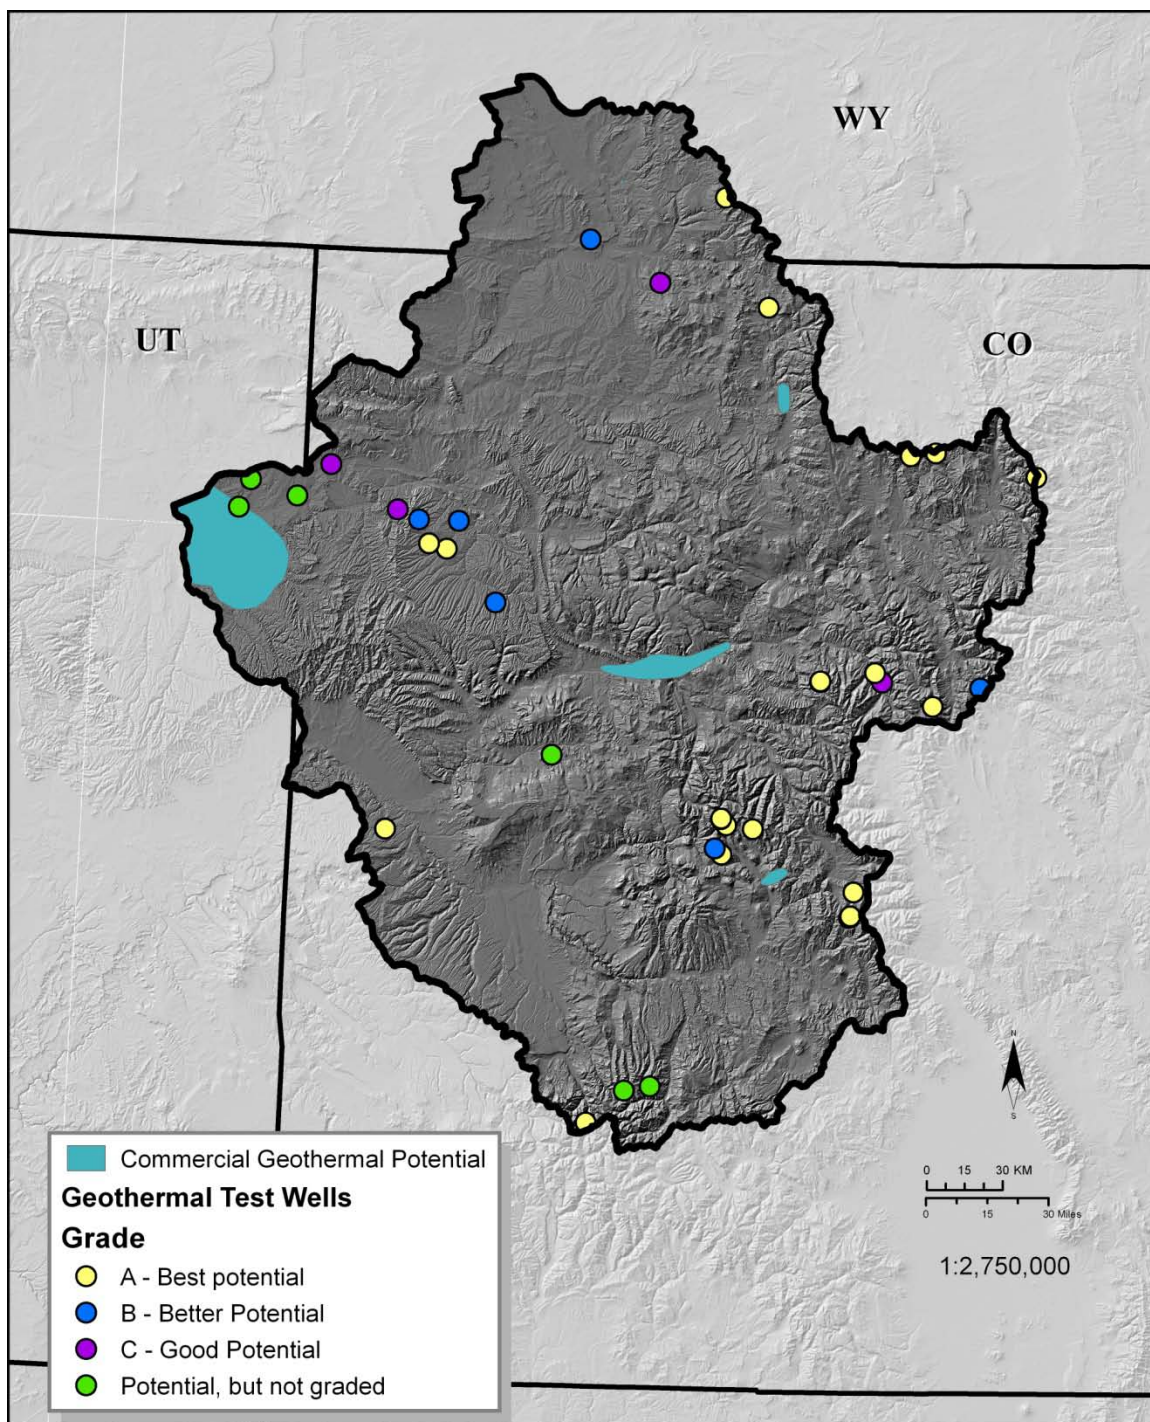 WY
UT
CO
N
S
0 15 30 KM
0 15 30 Miles
1:2,750,000
Commercial Geothermal Potential
Geothermal Test Wells
Grade
A - Best potential
B - Better Potential
C - Good Potential
Potential, but not graded